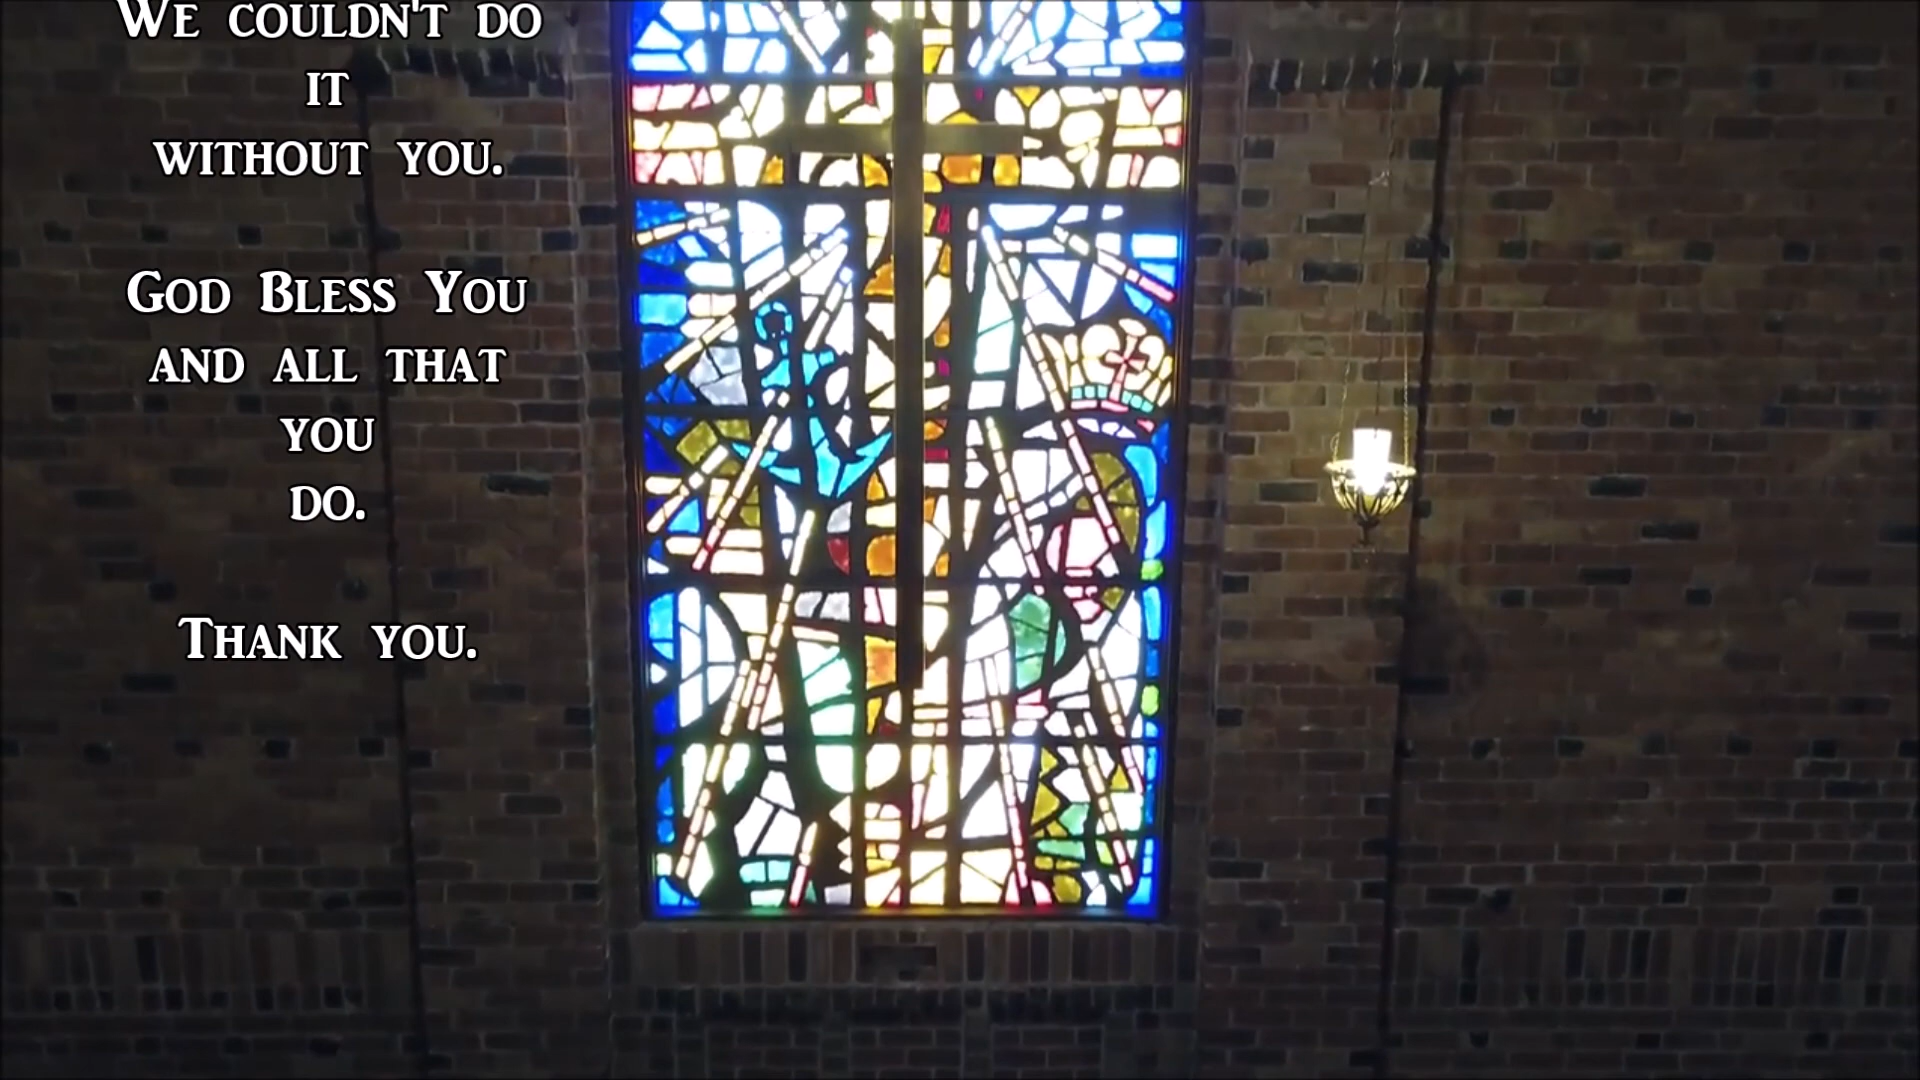 We couldn't do
it
without you.
God Bless You
and all that
you
do.
Thank you.